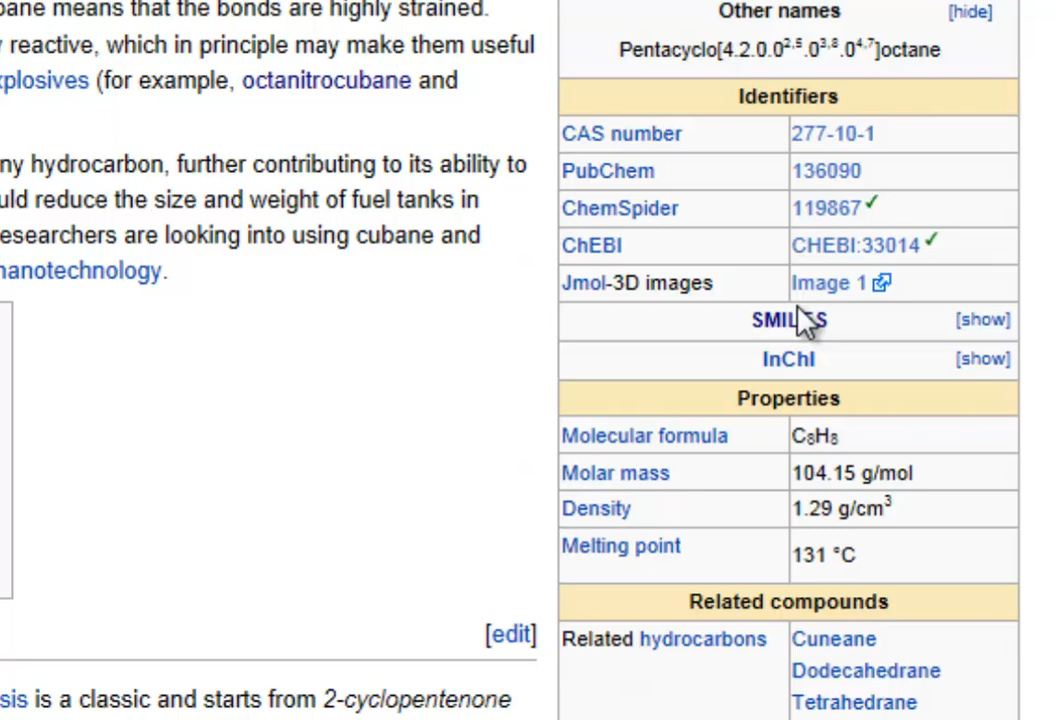 bane means that the bonds are highly strained.
y reactive, which in principle may make them useful
xplosives (for example, octanitrocubane and
ny hydrocarbon, further contributing to its ability to
uld reduce the size and weight of fuel tanks in
esearchers are looking into using cubane and
nanotechnology.
[edit]
sis is a classic and starts from 2-cyclopentenone
Other names [hide]
Pentacyclo[4.2.0.0²,⁵.0³,⁸.0⁴,⁷]octane
Identifiers
CAS number 277-10-1
PubChem 136090
ChemSpider 119867 ✓
ChEBI CHEBI:33014 ✓
Jmol-3D images Image 1
SMILES [show]
InChI [show]
Properties
Molecular formula C₈H₈
Molar mass 104.15 g/mol
Density 1.29 g/cm³
Melting point 131 °C
Related compounds
Related hydrocarbons Cuneane
Dodecahedrane
Tetrahedrane